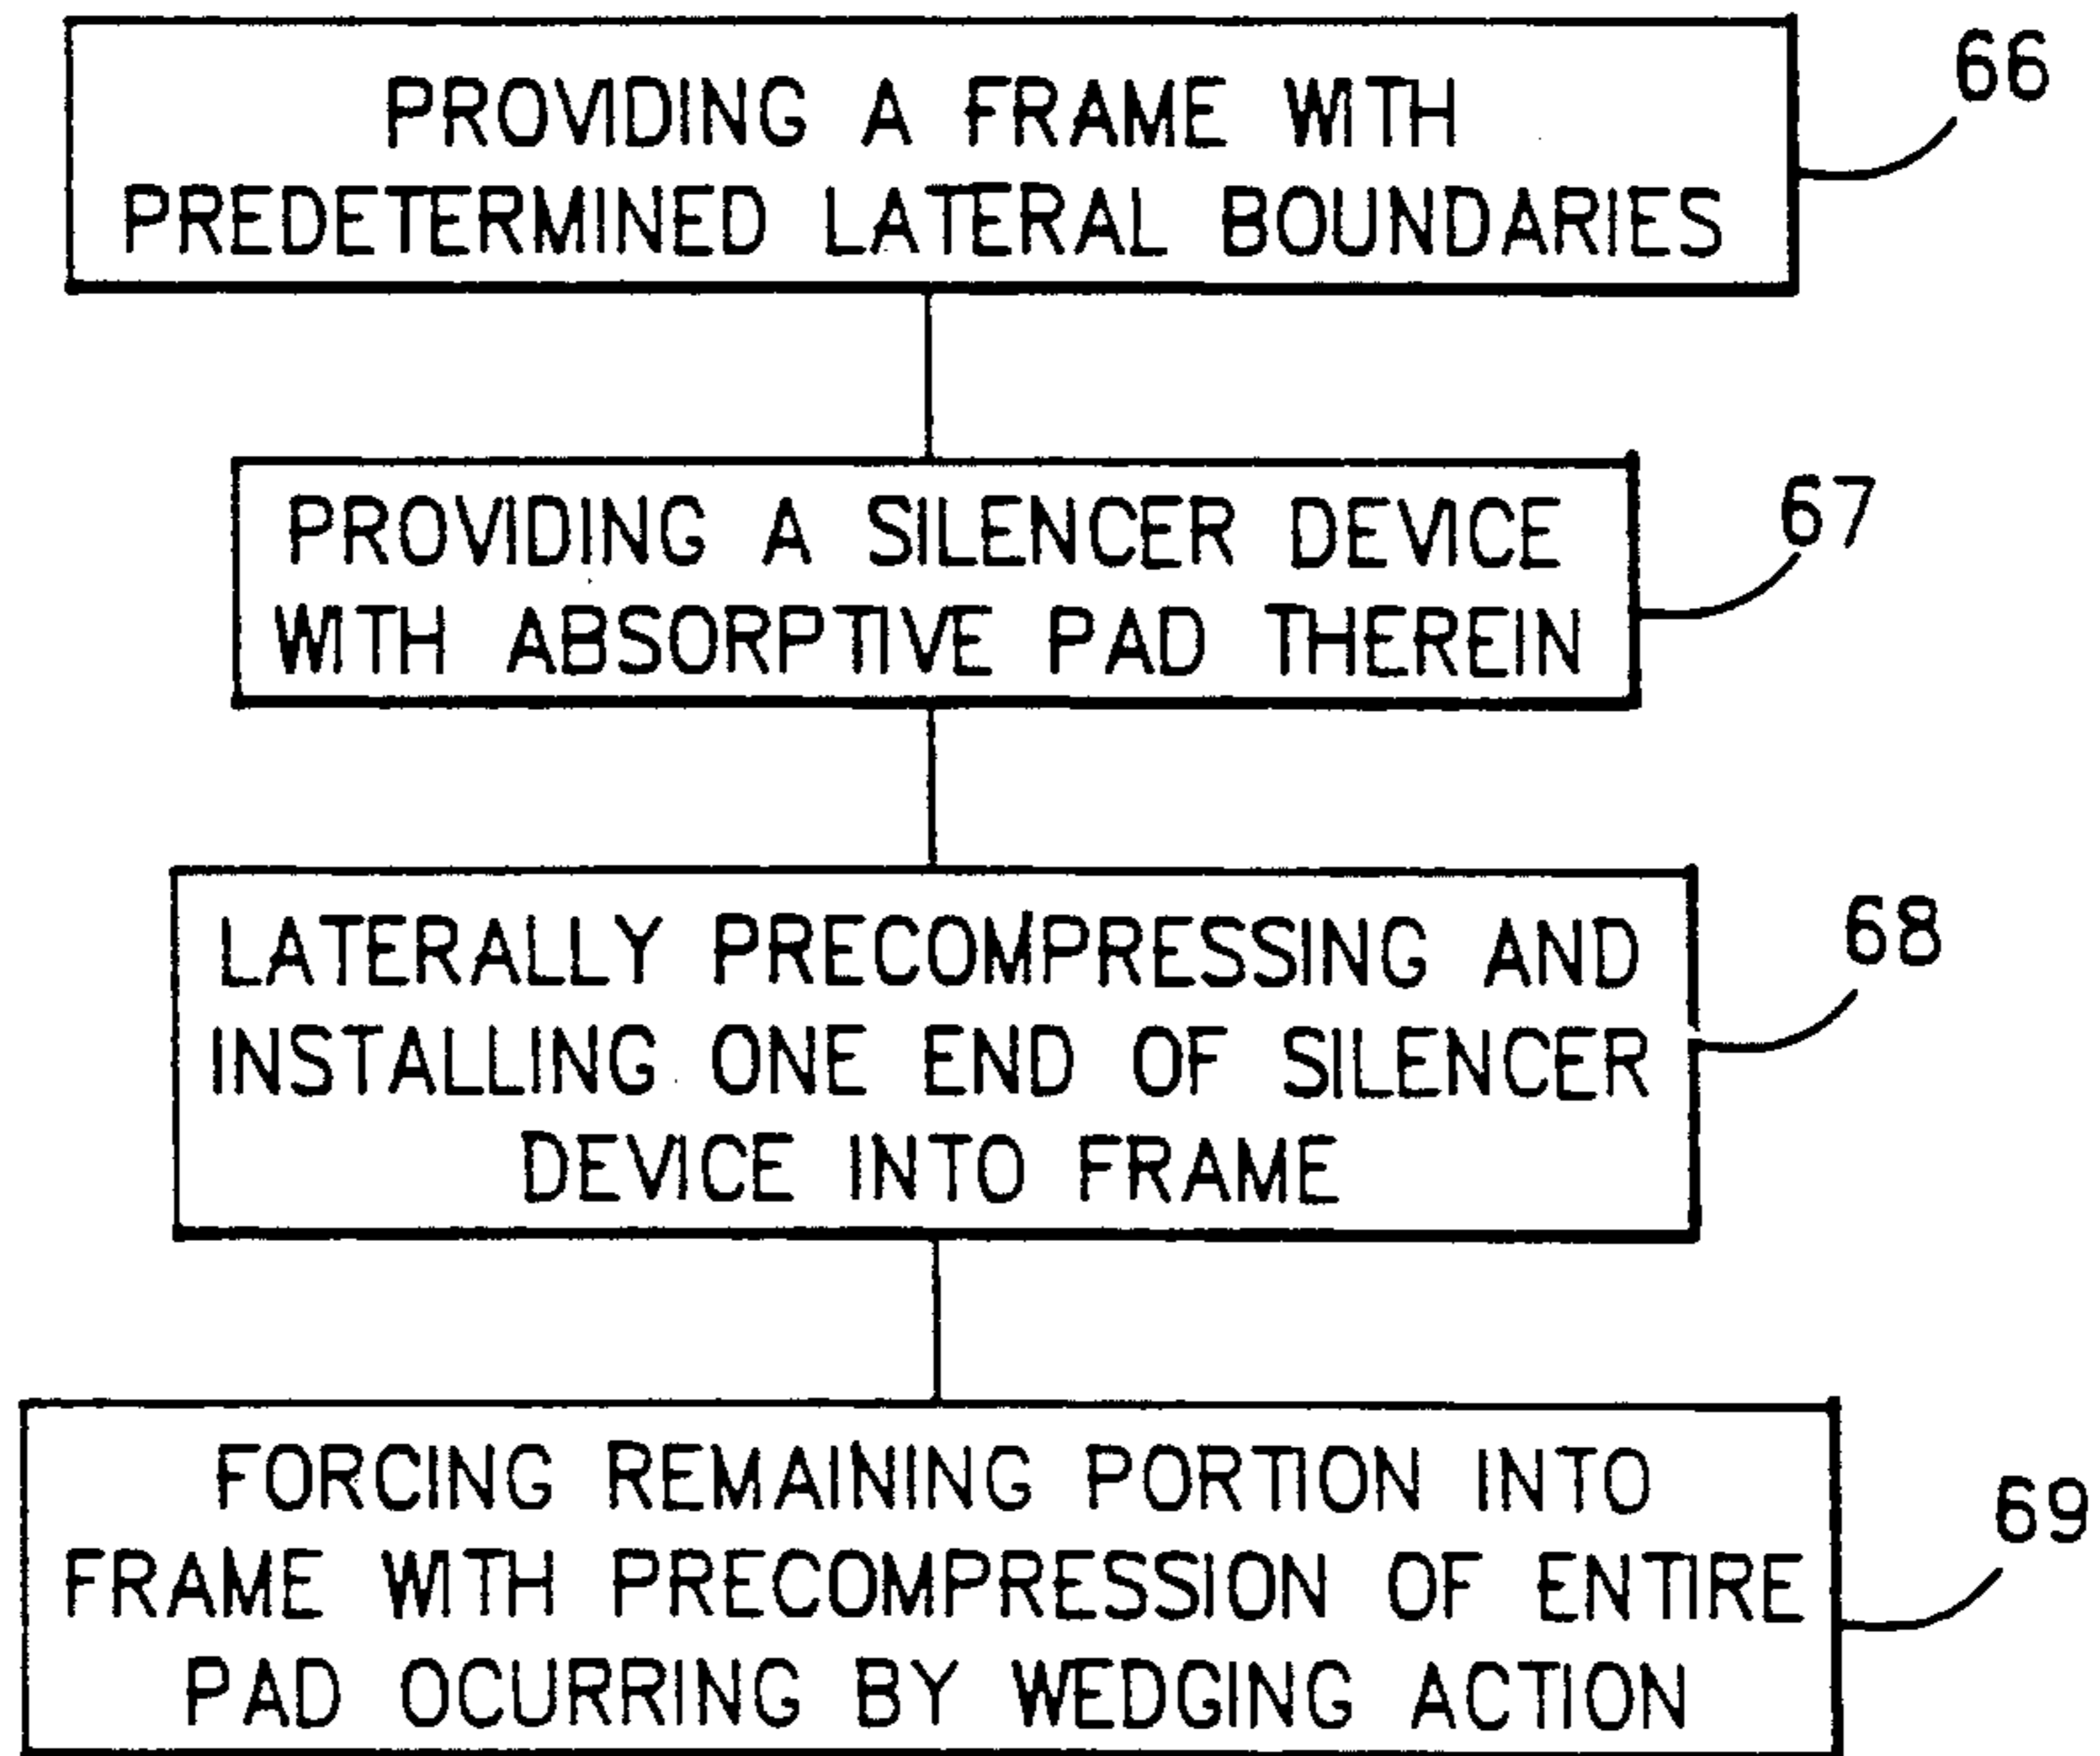 PROVIDING A FRAME WITH
PREDETERMINED LATERAL BOUNDARIES
66
PROVIDING A SILENCER DEVICE
WITH ABSORPTIVE PAD THEREIN
67
LATERALLY PRECOMPRESSING AND
INSTALLING ONE END OF SILENCER
DEVICE INTO FRAME
68
FORCING REMAINING PORTION INTO
FRAME WITH PRECOMPRESSION OF ENTIRE
PAD OCURRING BY WEDGING ACTION
69